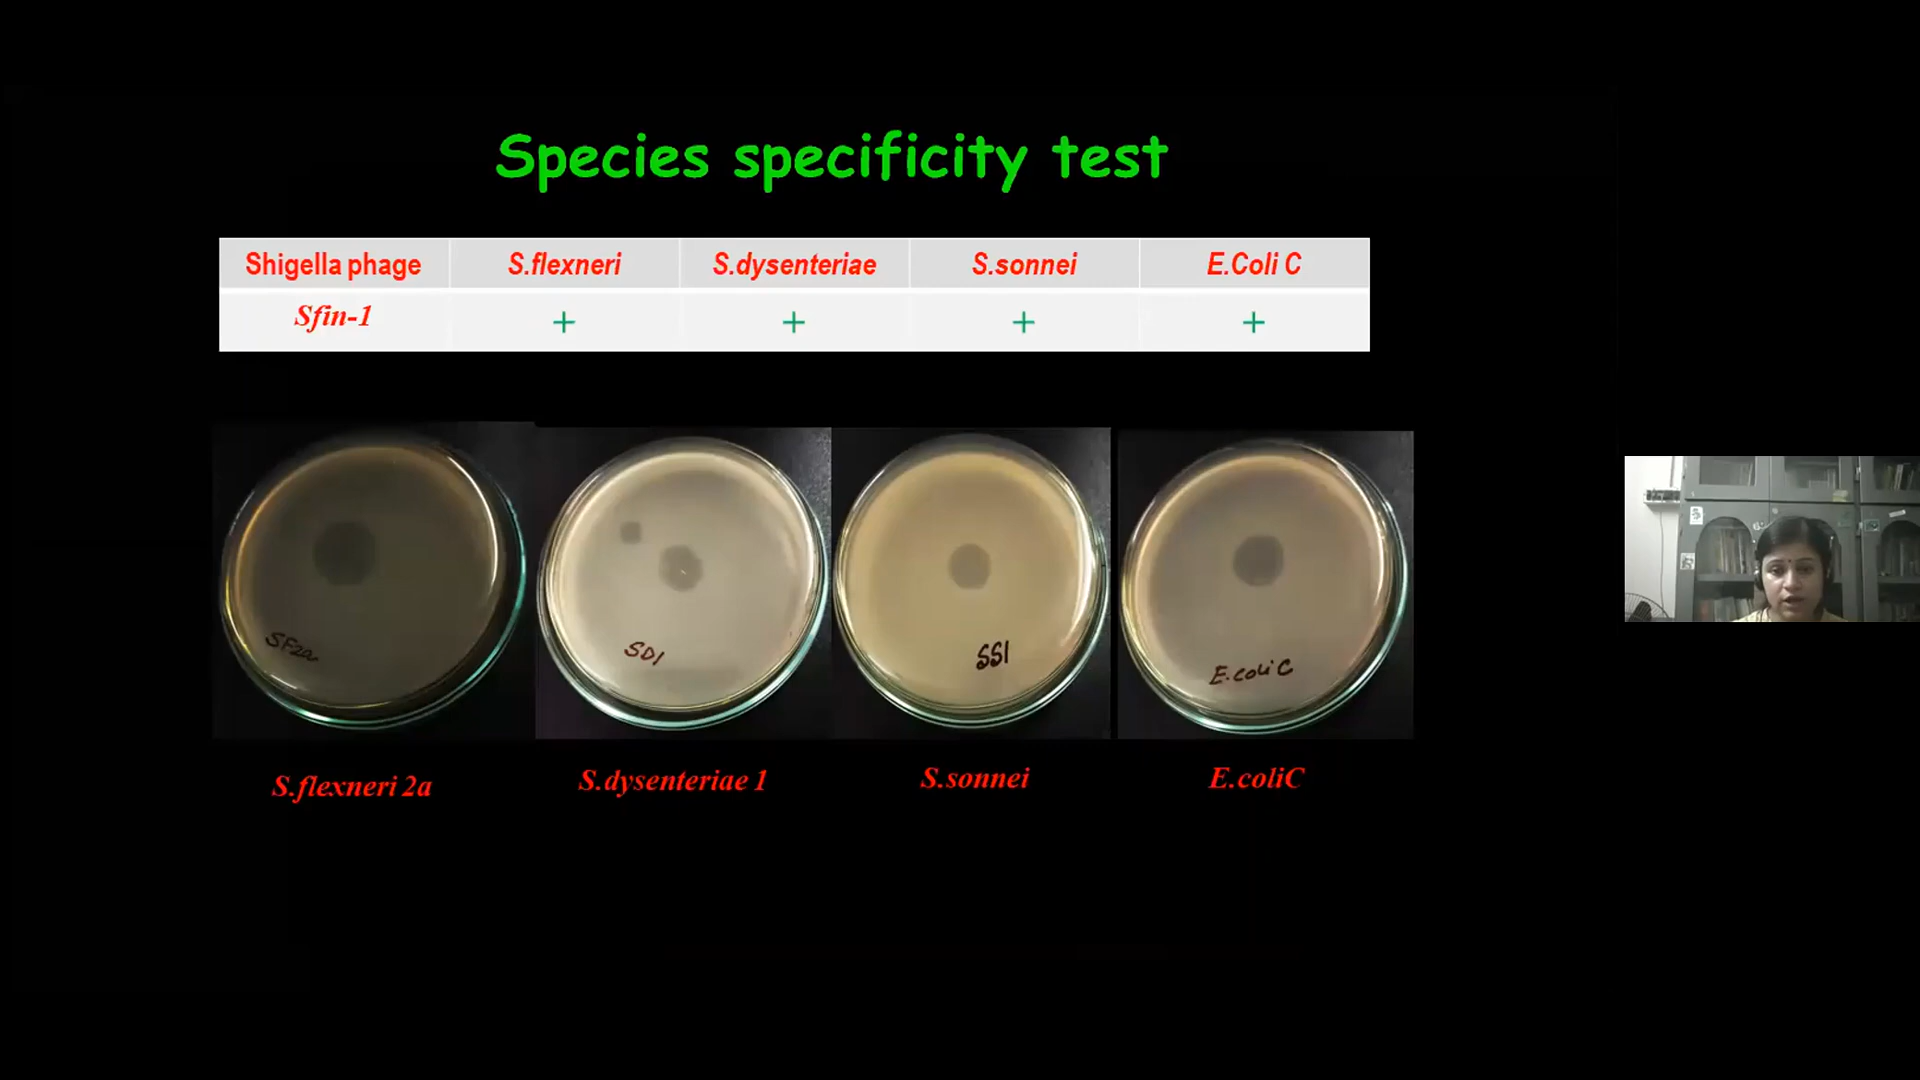 Species specificity test
Shigella phage S.flexneri S.dysenteriae S.sonnei E.Coli C
Sfin-1 + + + +
SF2a
SD1
SS1
E.coli C
S.flexneri 2a
S.dysenteriae 1
S.sonnei
E.coliC